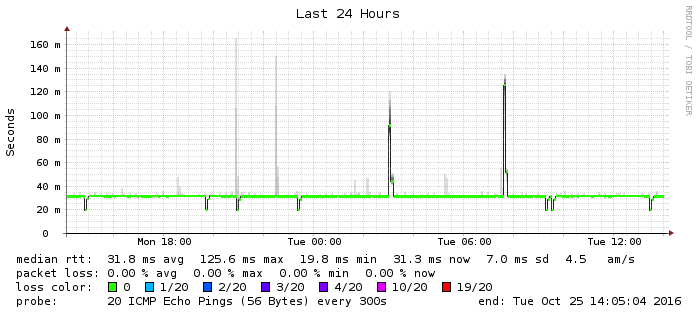 Last 24 Hours
RRDTOOL / TOBI OETIKER
Seconds
160 m
140 m
120 m
100 m
80 m
60 m
40 m
20 m
0
Mon 18:00 Tue 00:00 Tue 06:00 Tue 12:00
median rtt: 31.8 ms avg 125.6 ms max 19.8 ms min 31.3 ms now 7.0 ms sd 4.5 am/s
packet loss: 0.00 % avg 0.00 % max 0.00 % min 0.00 % now
loss color: 0 1/20 2/20 3/20 4/20 10/20 19/20
probe: 20 ICMP Echo Pings (56 Bytes) every 300s end: Tue Oct 25 14:05:04 2016